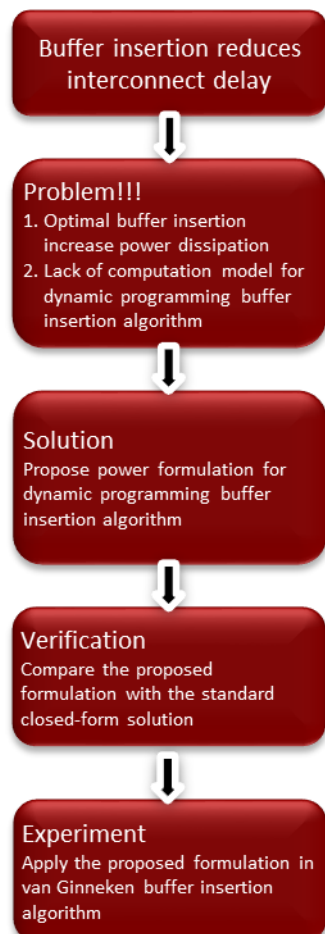 Buffer insertion reduces
interconnect delay
Problem!!!
1. Optimal buffer insertion
increase power dissipation
2. Lack of computation model for
dynamic programming buffer
insertion algorithm
Solution
Propose power formulation for
dynamic programming buffer
insertion algorithm
Verification
Compare the proposed
formulation with the standard
closed-form solution
Experiment
Apply the proposed formulation in
van Ginneken buffer insertion
algorithm